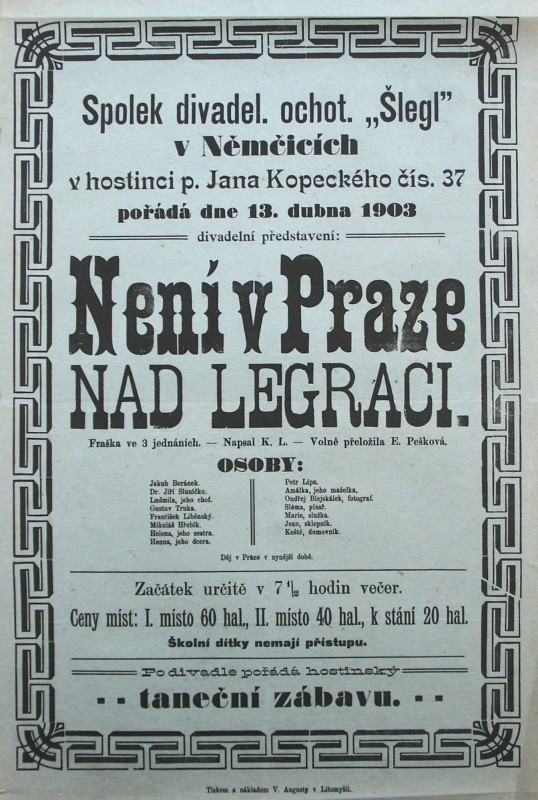 Spolek divadel. ochot. „Šlegl”
v Němčicích
v hostinci p. Jana Kopeckého čís. 37
pořádá dne 13. dubna 1903
divadelní představení:
Není v Praze
NAD LEGRACI.
Fraška ve 3 jednáních. — Napsal K. L. — Volně přeložila E. Pešková.
OSOBY:
Jakub Beránek.
Dr. Jiří Sluníčko.
Ludmila, jeho choť.
Gustav Trnka.
František Liběnský.
Mikuláš Hřebík.
Helena, jeho sestra.
Hanna, jeho dcera.
Petr Lípa.
Amálka, jeho manželka,
Ondřej Blejskálek, fotograf.
Sláma, písař.
Marie, služka.
Jean, sklepník.
Koště, domovník.
Děj v Praze v nynější době.
Začátek určitě v 7 1/2 hodin večer.
Ceny míst: I. místo 60 hal., II. místo 40 hal., k stání 20 hal.
Školní dítky nemají přístupu.
Po divadle pořádá hostinský
- - taneční zábavu. - -
Tiskem a nákladem V. Augusty v Litomyšli.